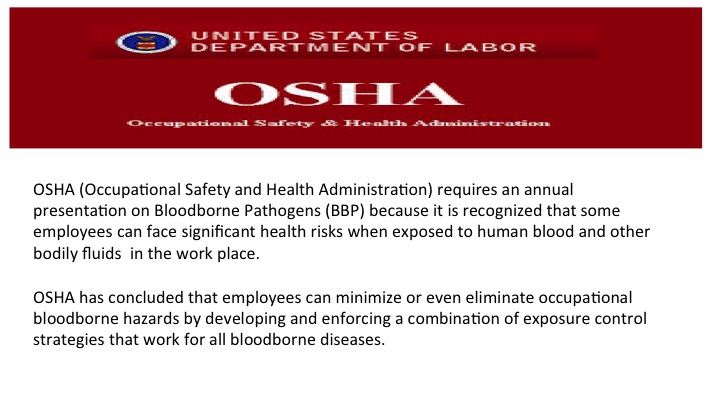 UNITED STATES
DEPARTMENT OF LABOR
OSHA
Occupational Safety & Health Administration
OSHA (Occupational Safety and Health Administration) requires an annual
presentation on Bloodborne Pathogens (BBP) because it is recognized that some
employees can face significant health risks when exposed to human blood and other
bodily fluids  in the work place.
OSHA has concluded that employees can minimize or even eliminate occupational
bloodborne hazards by developing and enforcing a combination of exposure control
strategies that work for all bloodborne diseases.